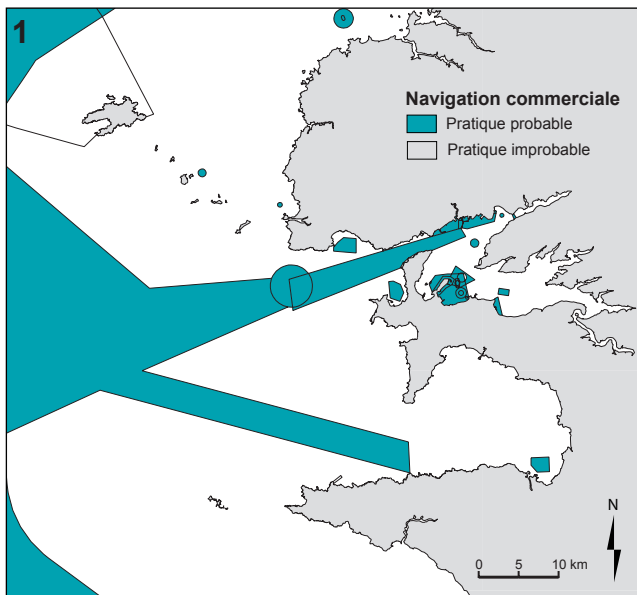 1
Navigation commerciale
Pratique probable
Pratique improbable
N
0 5 10 km